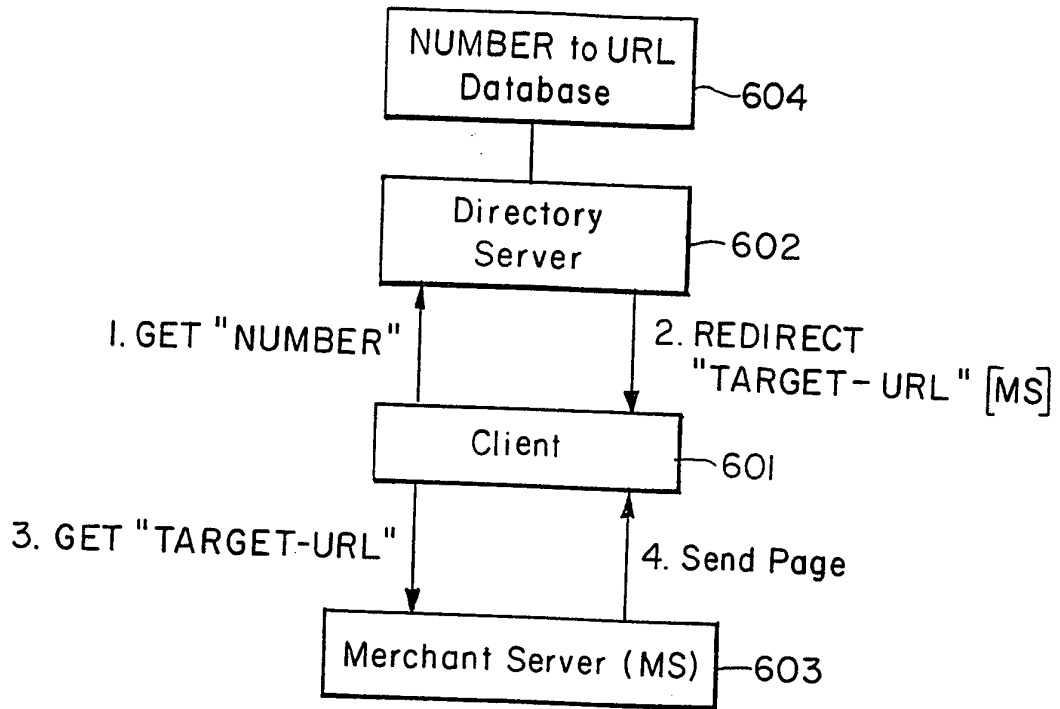 NUMBER to URL
Database
604
Directory
Server
602
1. GET "NUMBER"
2. REDIRECT
"TARGET-URL" [MS]
Client
601
3. GET "TARGET-URL"
4. Send Page
Merchant Server (MS)
603